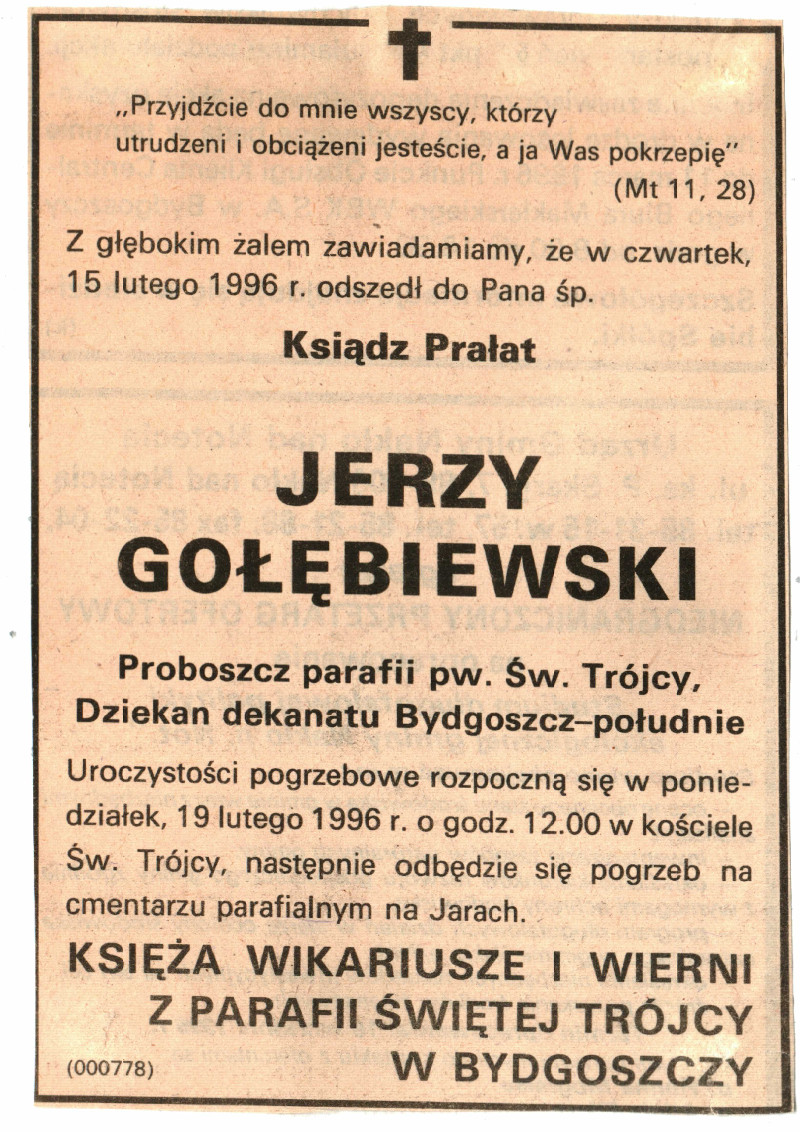 „Przyjdźcie do mnie wszyscy, którzy
utrudzeni i obciążeni jesteście, a ja Was pokrzepię”
(Mt 11, 28)
Z głębokim żalem zawiadamiamy, że w czwartek,
15 lutego 1996 r. odszedł do Pana śp.
Ksiądz Prałat
JERZY
GOŁĘBIEWSKI
Proboszcz parafii pw. Św. Trójcy,
Dziekan dekanatu Bydgoszcz–południe
Uroczystości pogrzebowe rozpoczną się w ponie-
działek, 19 lutego 1996 r. o godz. 12.00 w kościele
Św. Trójcy, następnie odbędzie się pogrzeb na
cmentarzu parafialnym na Jarach.
KSIĘŻA WIKARIUSZE I WIERNI
Z PARAFII ŚWIĘTEJ TRÓJCY
W BYDGOSZCZY
(000778)